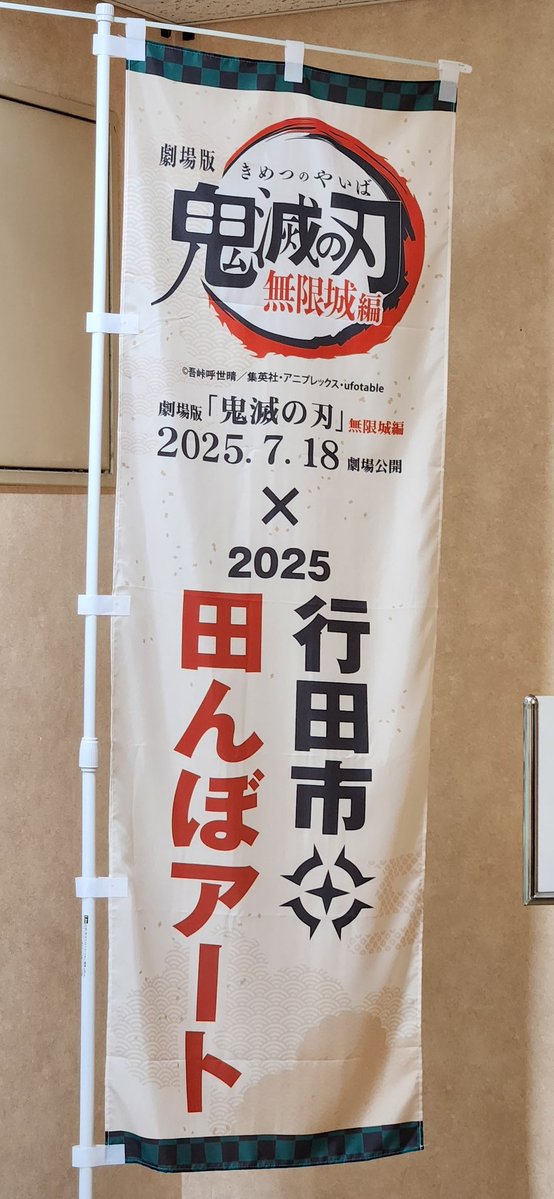 劇場版
きめつのやいば
鬼滅の刃
無限城編
©吾峠呼世晴／集英社・アニプレックス・ufotable
劇場版「鬼滅の刃」無限城編
2025. 7. 18 劇場公開
×
2025
行田市
田んぼアート